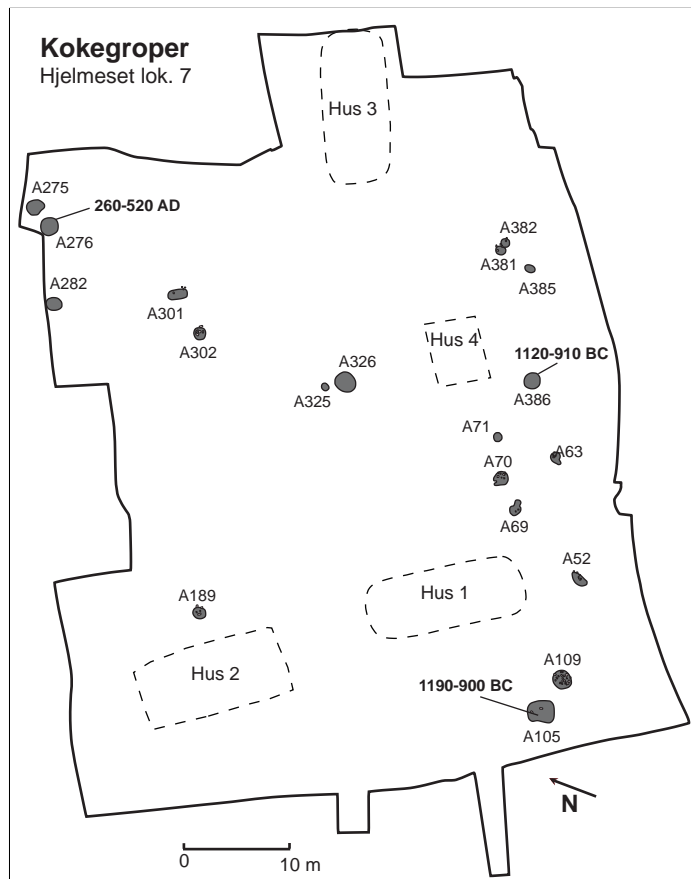 Kokegroper
Hjelmeset lok. 7
Hus 3
A275
260-520 AD
A276
A382
A381
A385
A282
A301
A302
Hus 4
1120-910 BC
A326
A325
A386
A71
A63
A70
A69
A52
Hus 1
A189
Hus 2
A109
1190-900 BC
A105
N
0 10 m